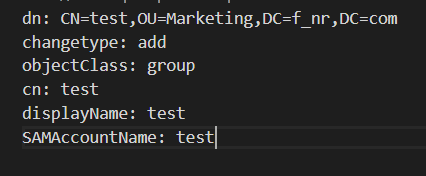 dn: CN=test,OU=Marketing,DC=f_nr,DC=com
changetype: add
objectClass: group
cn: test
displayName: test
SAMAccountName: test